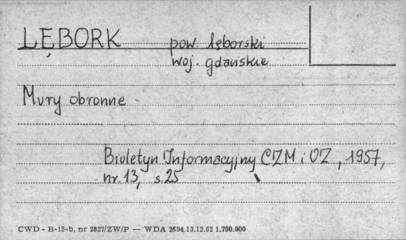 LĘBORK
pow. lęborski
woj. gdańskie
Mury obronne
Biuletyn Informacyjny CZM i OZ, 1957,
nr.13, s.25
CWD - B-15-b, nr 2827/ZW/P — WDA 2694.13.12.62 1.700.000